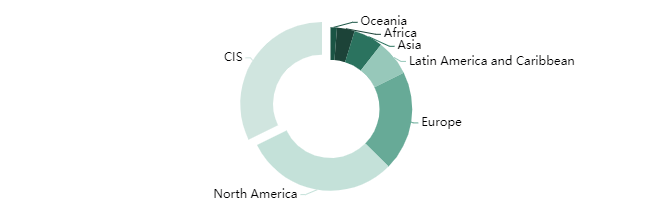 Oceania
Africa
Asia
CIS
Latin America and Caribbean
Europe
North America